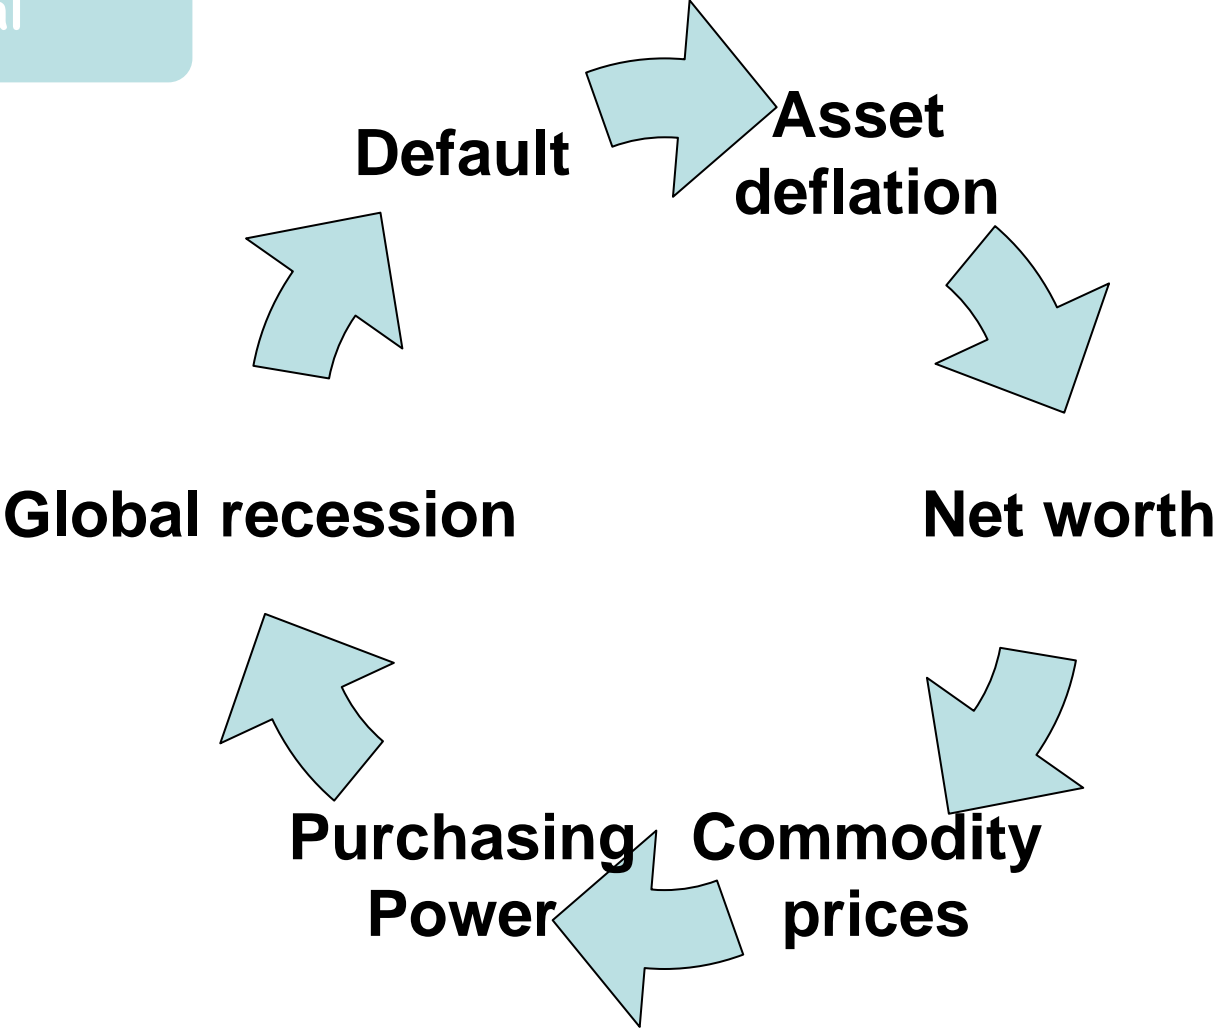 Default
Asset
deflation
Global recession
Net worth
Purchasing
Power
Commodity
prices